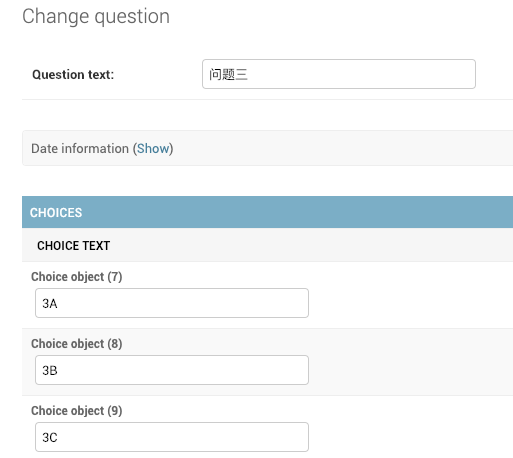 Change question
Question text: 问题三
Date information (Show)
CHOICES
CHOICE TEXT
Choice object (7)
3A
Choice object (8)
3B
Choice object (9)
3C